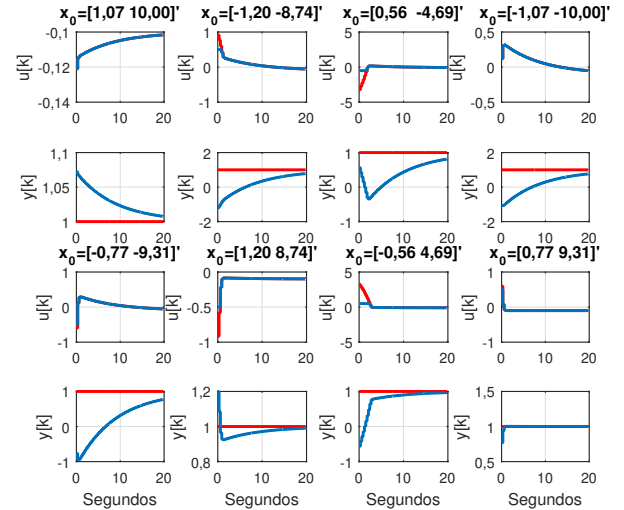 x0=[1,07 10,00]' x0=[-1,20 -8,74]' x0=[0,56 -4,69]' x0=[-1,07 -10,00]'
-0,1 1 5 0,5
u[k] -0,12 u[k] 0 u[k] 0 u[k] 0
-0,14 -1 -5 -0,5
0 10 20 0 10 20 0 10 20 0 10 20
1,1 2 1 2
y[k] 1,05 y[k] 0 y[k] 0 y[k] 0
1 -2 -1 -2
0 10 20 0 10 20 0 10 20 0 10 20
x0=[-0,77 -9,31]' x0=[1,20 8,74]' x0=[-0,56 4,69]' x0=[0,77 9,31]'
1 0 5 1
u[k] 0 u[k] -0.5 u[k] 0 u[k] 0
-1 -1 -5 -1
0 10 20 0 10 20 0 10 20 0 10 20
1 1,2 1 1,5
y[k] 0 y[k] 1 y[k] 0 y[k] 1
-1 0,8 -1 0,5
0 10 20 0 10 20 0 10 20 0 10 20
Segundos Segundos Segundos Segundos